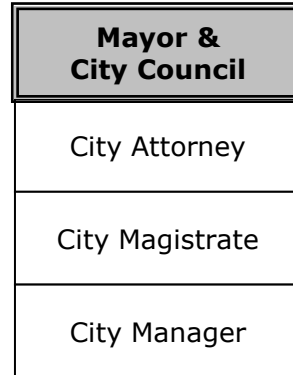 Mayor &
City Council
City Attorney
City Magistrate
City Manager